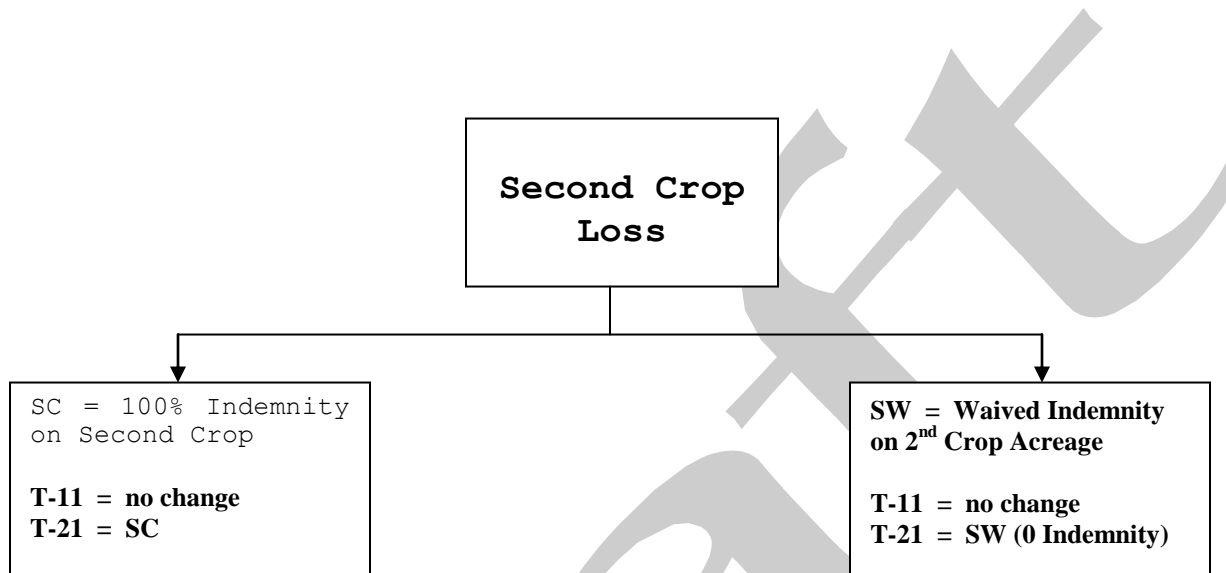 Second Crop
Loss
SC = 100% Indemnity
on Second Crop
T-11 = no change
T-21 = SC
SW = Waived Indemnity
on 2nd Crop Acreage
T-11 = no change
T-21 = SW (0 Indemnity)